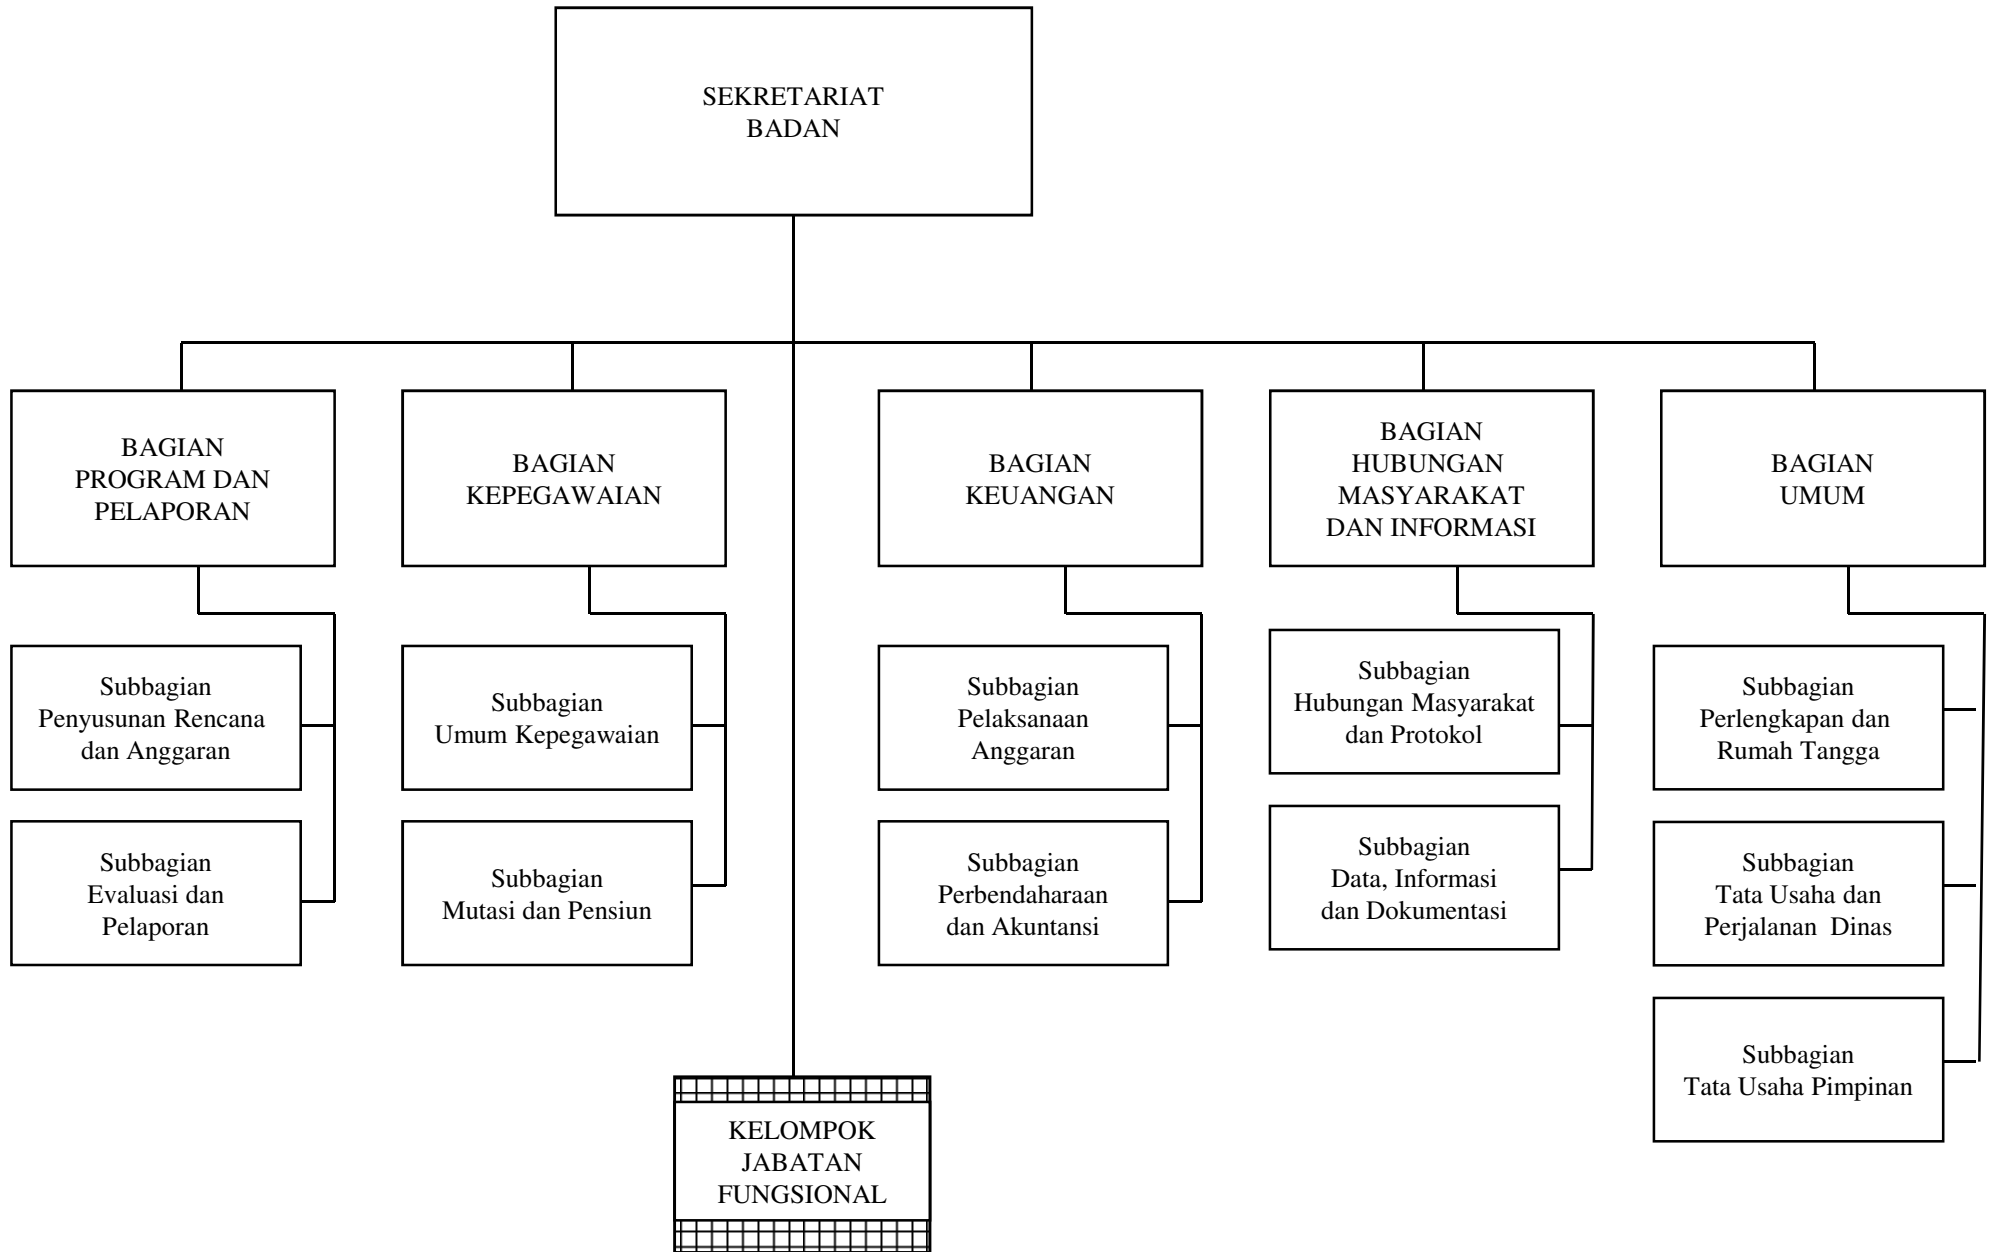 SEKRETARIAT
BADAN
BAGIAN
PROGRAM DAN
PELAPORAN
BAGIAN
KEPEGAWAIAN
BAGIAN
KEUANGAN
BAGIAN
HUBUNGAN
MASYARAKAT
DAN INFORMASI
BAGIAN
UMUM
Subbagian
Penyusunan Rencana
dan Anggaran
Subbagian
Umum Kepegawaian
Subbagian
Pelaksanaan
Anggaran
Subbagian
Hubungan Masyarakat
dan Protokol
Subbagian
Perlengkapan dan
Rumah Tangga
Subbagian
Evaluasi dan
Pelaporan
Subbagian
Mutasi dan Pensiun
Subbagian
Perbendaharaan
dan Akuntansi
Subbagian
Data, Informasi
dan Dokumentasi
Subbagian
Tata Usaha dan
Perjalanan  Dinas
Subbagian
Tata Usaha Pimpinan
KELOMPOK
JABATAN
FUNGSIONAL